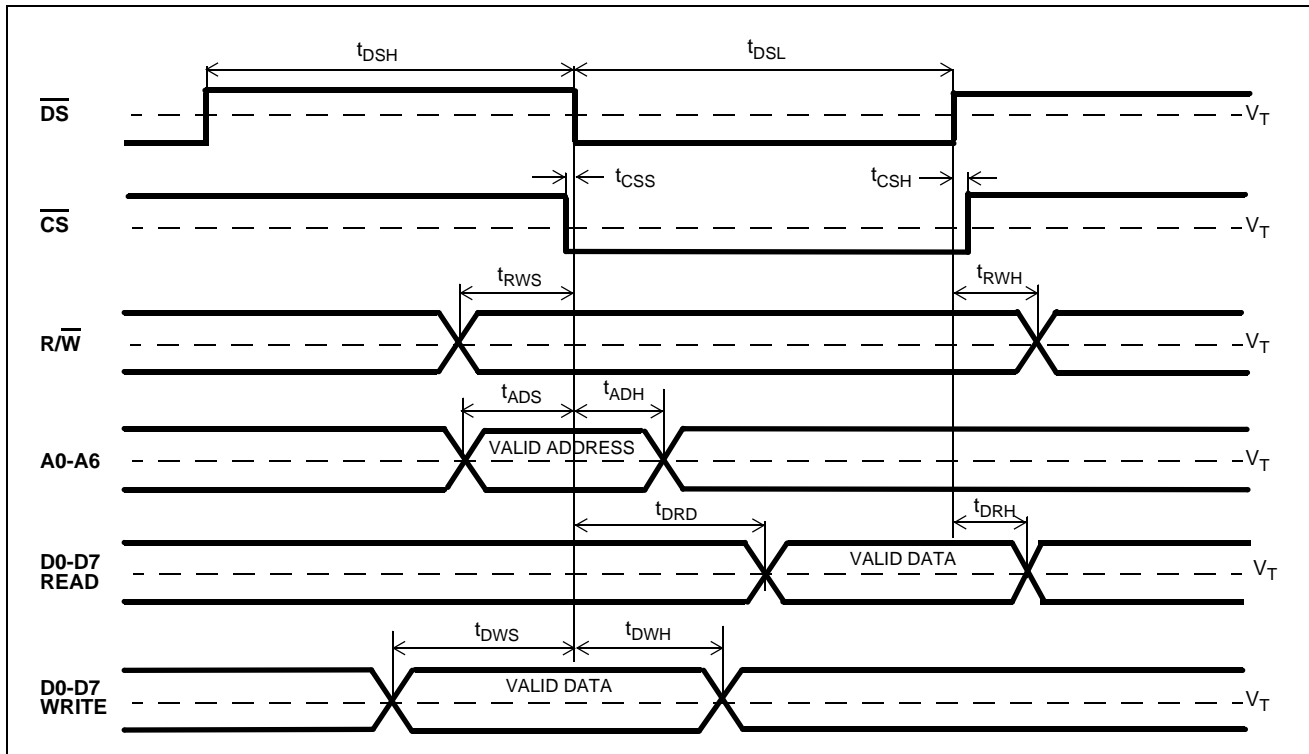 tDSH tDSL
DS VT
tCSS tCSH
CS VT
tRWS tRWH
R/W VT
tADS tADH
VALID ADDRESS
A0-A6 VT
tDRD tDRH
D0-D7
READ
VALID DATA
VT
tDWS tDWH
D0-D7
WRITE
VALID DATA
VT